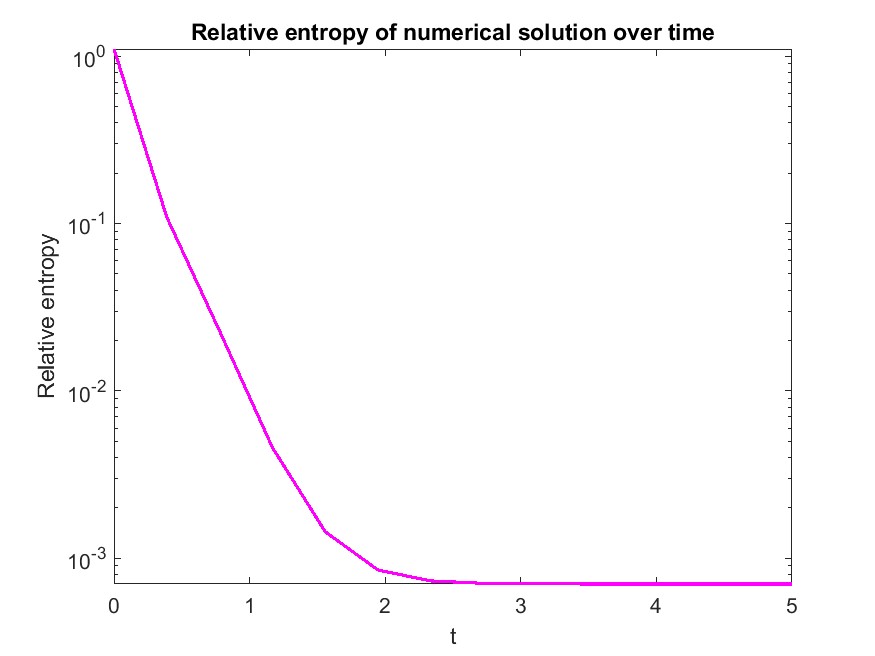 Relative entropy of numerical solution over time
10^0
10^-1
10^-2
10^-3
Relative entropy
0 1 2 3 4 5
t